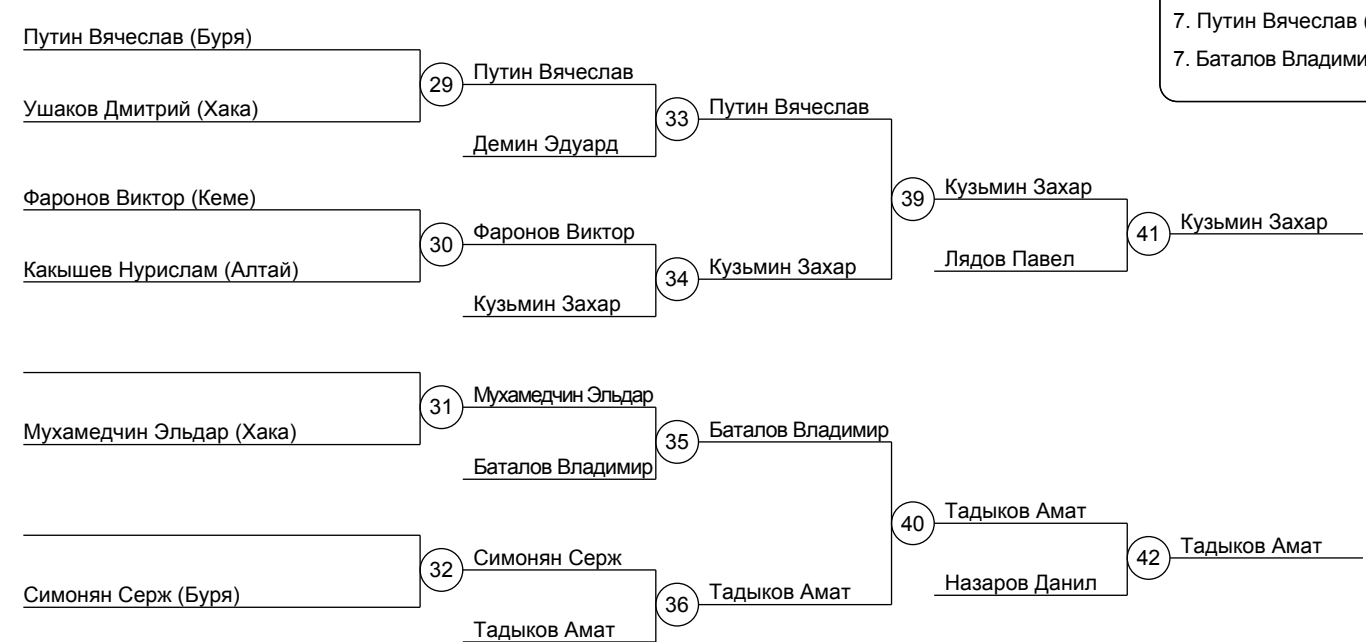 7. Путин Вячеслав (
7. Баталов Владими
Путин Вячеслав (Буря)
29
Путин Вячеслав
Ушаков Дмитрий (Хака)
33
Путин Вячеслав
Демин Эдуард
39
Кузьмин Захар
Фаронов Виктор (Кеме)
30
Фаронов Виктор
41
Кузьмин Захар
Какышев Нурислам (Алтай)
34
Кузьмин Захар
Лядов Павел
Кузьмин Захар
31
Мухамедчин Эльдар
Мухамедчин Эльдар (Хака)
35
Баталов Владимир
Баталов Владимир
40
Тадыков Амат
32
Симонян Серж
42
Тадыков Амат
Симонян Серж (Буря)
36
Тадыков Амат
Назаров Данил
Тадыков Амат